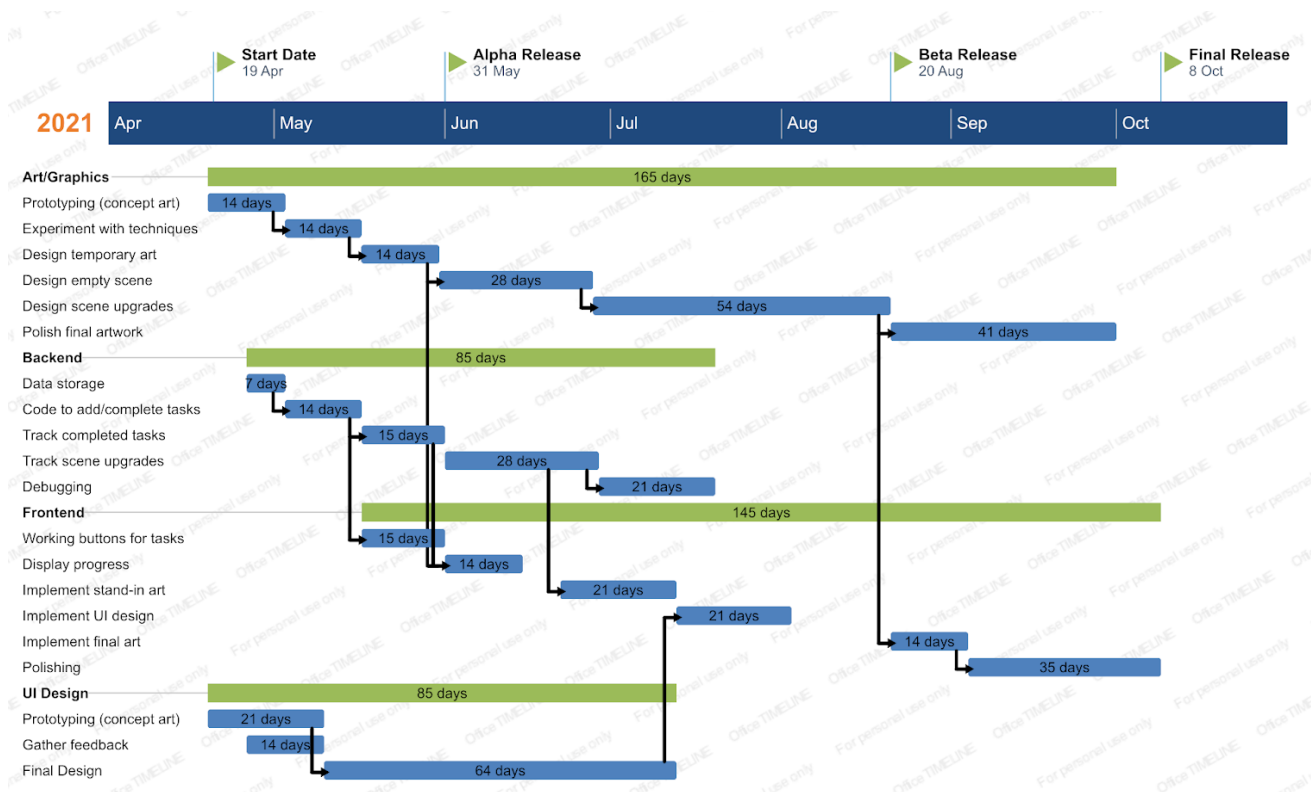 Start Date
19 Apr
Alpha Release
31 May
Beta Release
20 Aug
Final Release
8 Oct
2021 Apr May Jun Jul Aug Sep Oct
Art/Graphics 165 days
Prototyping (concept art) 14 days
Experiment with techniques 14 days
Design temporary art 14 days
Design empty scene 28 days
Design scene upgrades 54 days
Polish final artwork 41 days
Backend 85 days
Data storage 7 days
Code to add/complete tasks 14 days
Track completed tasks 15 days
Track scene upgrades 28 days
Debugging 21 days
Frontend 145 days
Working buttons for tasks 15 days
Display progress 14 days
Implement stand-in art 21 days
Implement UI design 21 days
Implement final art 14 days
Polishing 35 days
UI Design 85 days
Prototyping (concept art) 21 days
Gather feedback 14 days
Final Design 64 days
Office TIMELINE
For personal use only